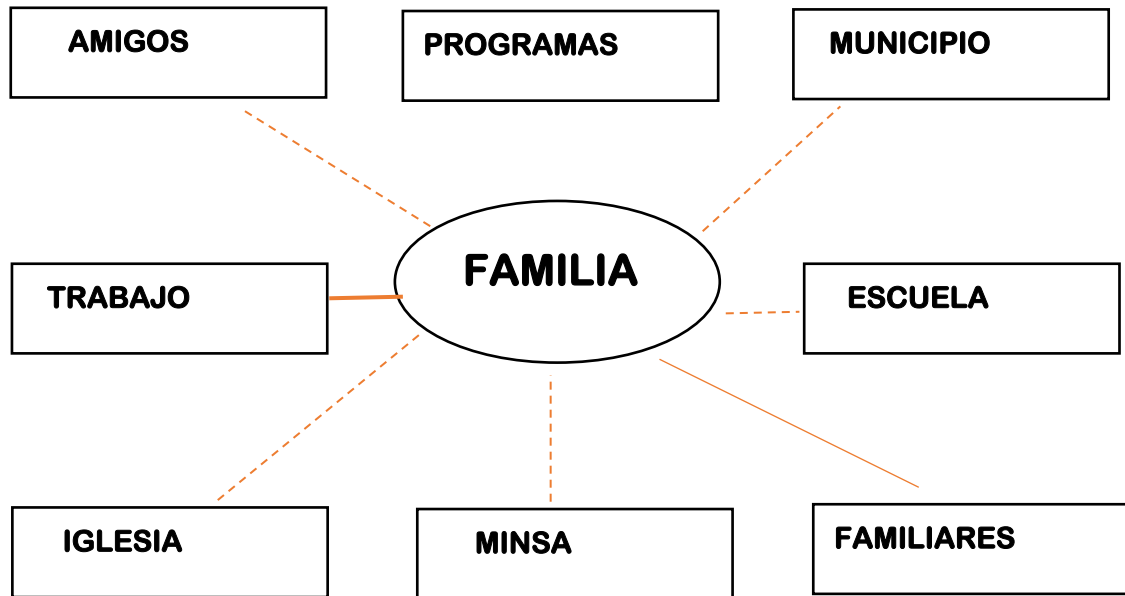 AMIGOS
PROGRAMAS
MUNICIPIO
FAMILIA
TRABAJO
ESCUELA
IGLESIA
MINSA
FAMILIARES